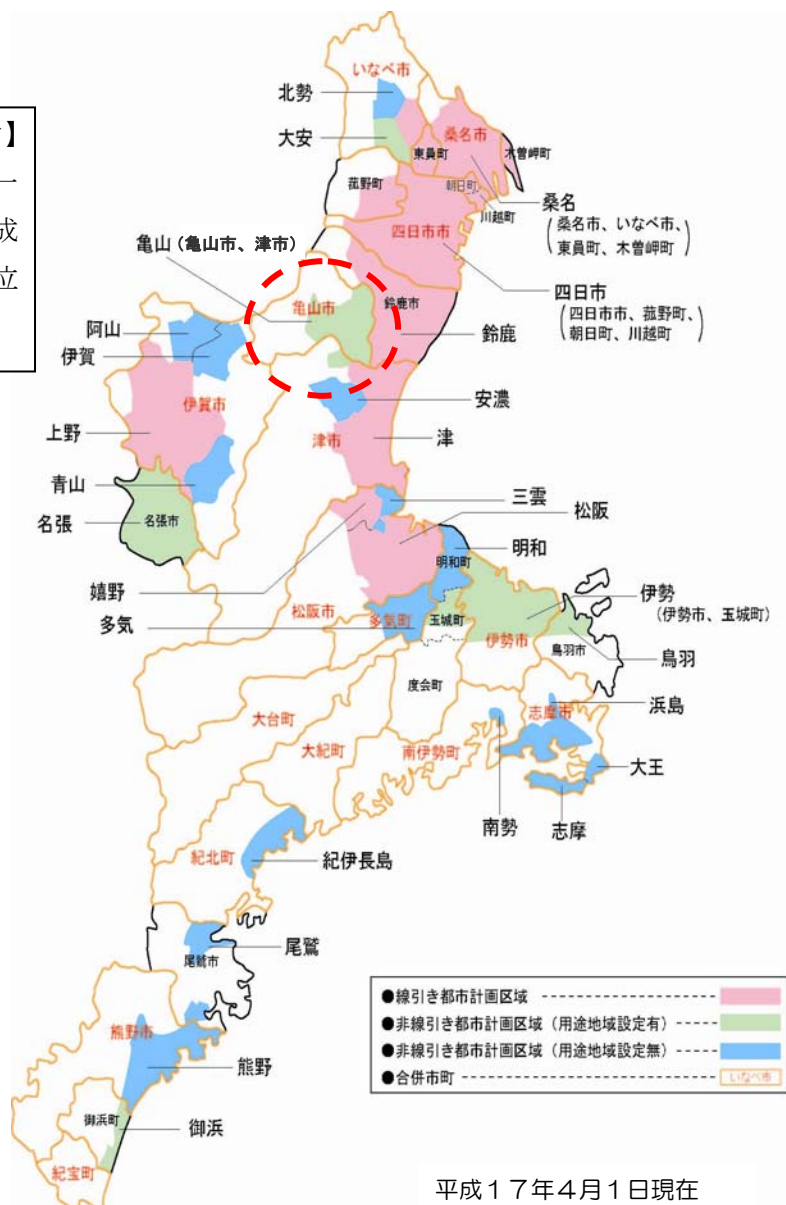 】
ー
成
立
いなべ市
北勢
大安
東員町
桑名市
木曽岬町
菰野町
朝日町
川越町
桑名
(桑名市、いなべ市、
東員町、木曽岬町)
四日市市
亀山(亀山市、津市)
四日市
(四日市市、菰野町、
朝日町、川越町)
亀山市
鈴鹿市
鈴鹿
阿山
伊賀
伊賀市
安濃
上野
津市
津
青山
三雲
松阪
名張
名張市
明和
明和町
嬉野
松阪市
多気
多気町
玉城町
伊勢
(伊勢市、玉城町)
伊勢市
鳥羽市
鳥羽
度会町
浜島
志摩市
大台町
大紀町
南伊勢町
大王
南勢
志摩
紀北町
紀伊長島
尾鷲市
尾鷲
熊野市
熊野
御浜町
御浜
紀宝町
●線引き都市計画区域
●非線引き都市計画区域(用途地域設定有)
●非線引き都市計画区域(用途地域設定無)
●合併市町 いなべ市
平成17年4月1日現在